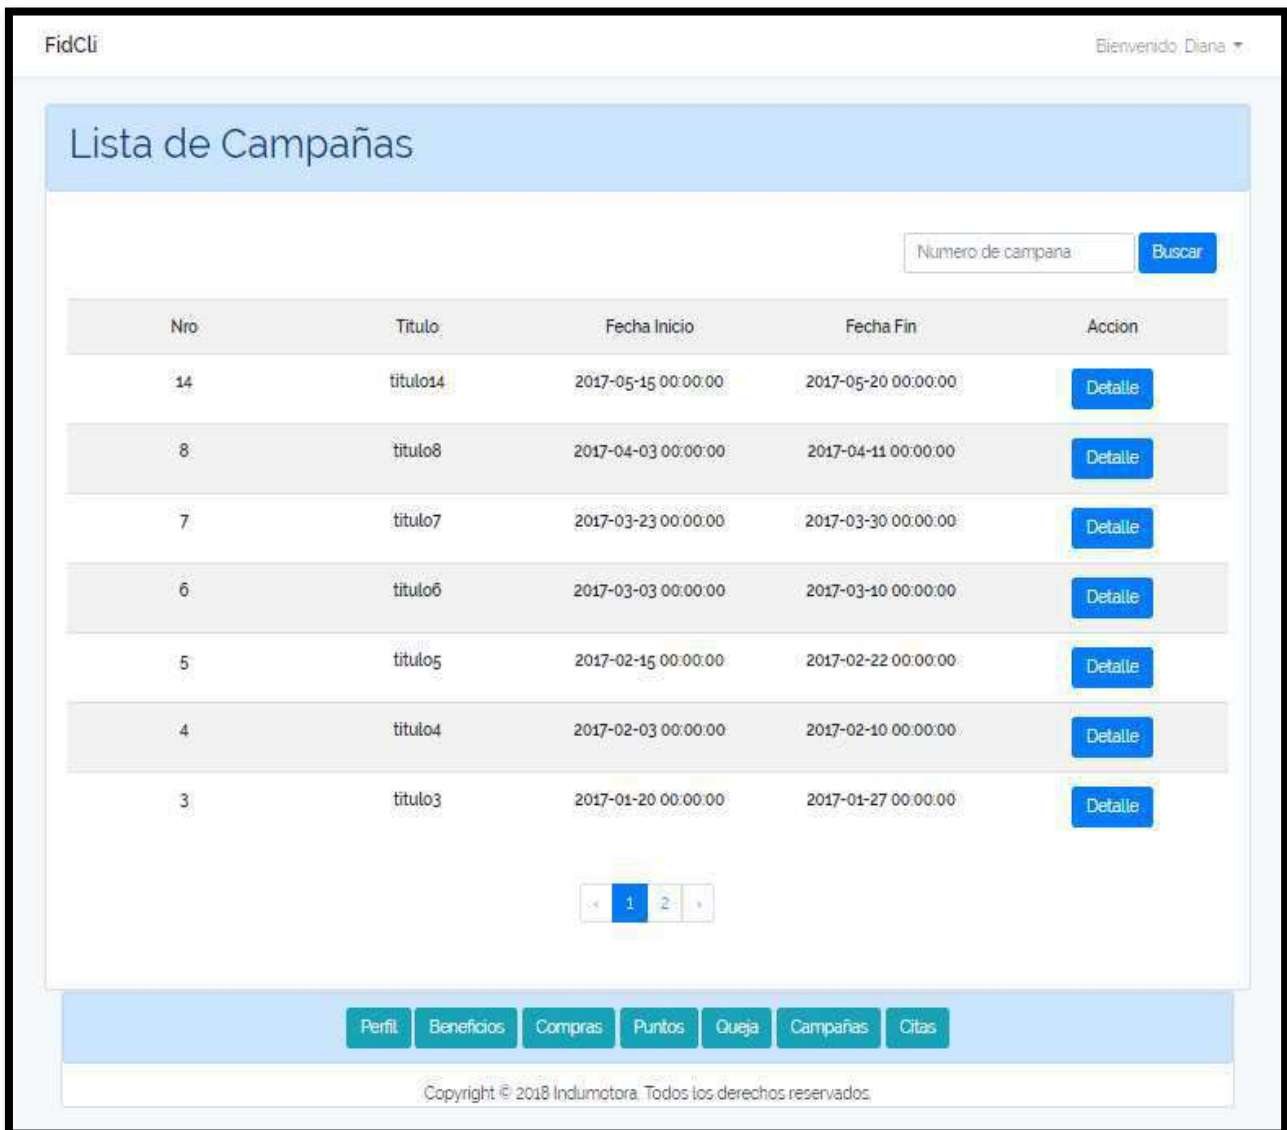 FidCli
Bienvenido, Diana
Lista de Campañas
Numero de campana Buscar
Nro Titulo Fecha Inicio Fecha Fin Accion
14 titulo14 2017-05-15 00:00:00 2017-05-20 00:00:00 Detalle
8 titulo8 2017-04-03 00:00:00 2017-04-11 00:00:00 Detalle
7 titulo7 2017-03-23 00:00:00 2017-03-30 00:00:00 Detalle
6 titulo6 2017-03-03 00:00:00 2017-03-10 00:00:00 Detalle
5 titulo5 2017-02-15 00:00:00 2017-02-22 00:00:00 Detalle
4 titulo4 2017-02-03 00:00:00 2017-02-10 00:00:00 Detalle
3 titulo3 2017-01-20 00:00:00 2017-01-27 00:00:00 Detalle
‹ 1 2 ›
Perfil Beneficios Compras Puntos Queja Campañas Citas
Copyright © 2018 Indumotora. Todos los derechos reservados.